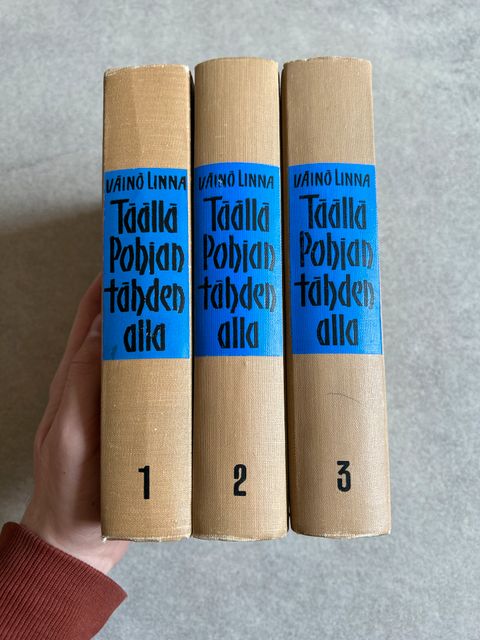 VÄINÖ LINNA
Täällä
Pohjan
tähden
alla
1
VÄINÖ LINNA
Täällä
Pohjan
tähden
alla
2
VÄINÖ LINNA
Täällä
Pohjan
tähden
alla
3